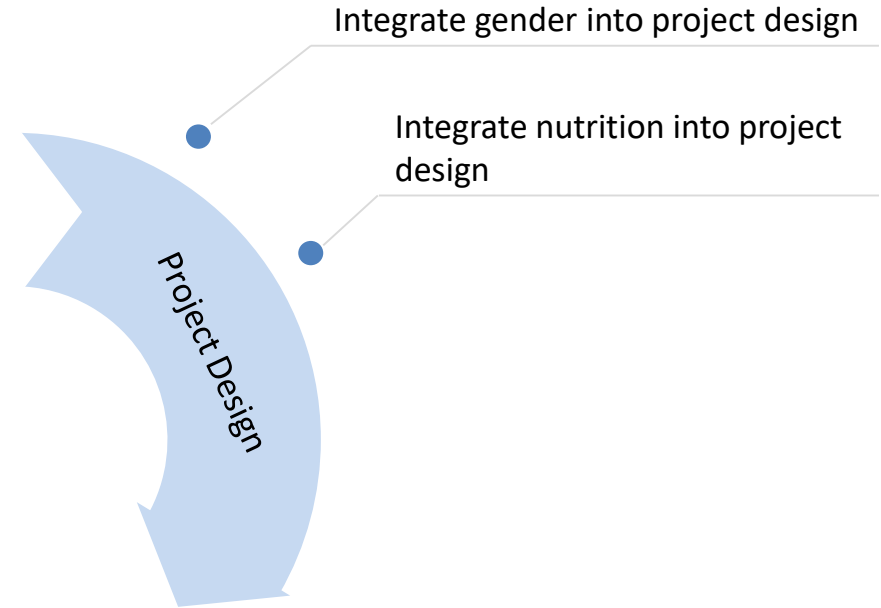 Integrate gender into project design
Integrate nutrition into project
design
Project Design